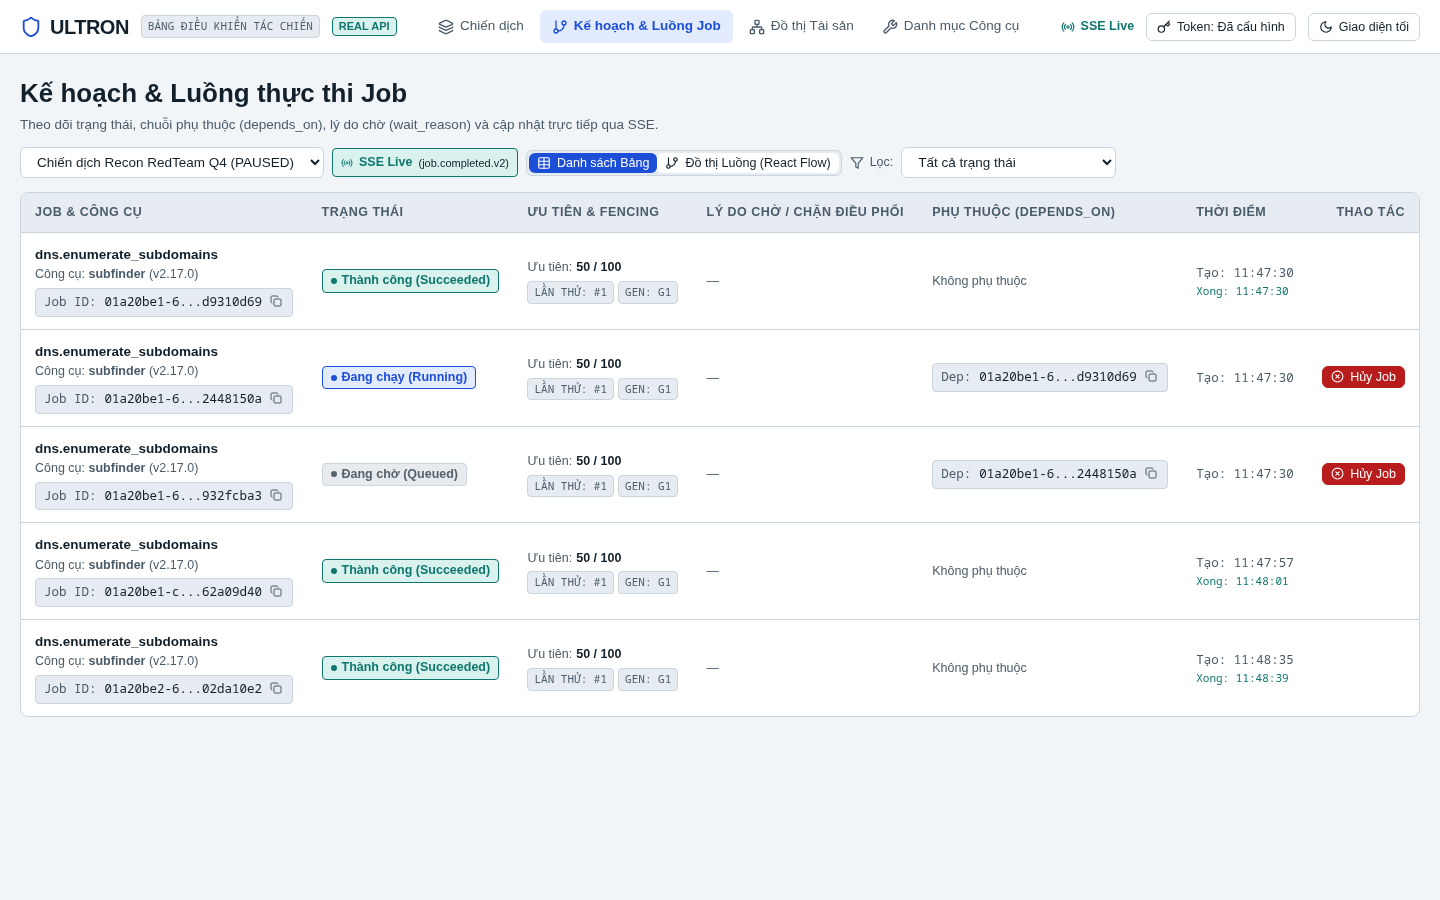 ULTRON
BẢNG ĐIỀU KHIỂN TÁC CHIẾN
REAL API
Chiến dịch
Kế hoạch & Luồng Job
Đồ thị Tài sản
Danh mục Công cụ
SSE Live
Token: Đã cấu hình
Giao diện tối
Kế hoạch & Luồng thực thi Job
Theo dõi trạng thái, chuỗi phụ thuộc (depends_on), lý do chờ (wait_reason) và cập nhật trực tiếp qua SSE.
Chiến dịch Recon RedTeam Q4 (PAUSED)
SSE Live (job.completed.v2)
Danh sách Bảng
Đồ thị Luồng (React Flow)
Lọc:
Tất cả trạng thái
JOB & CÔNG CỤ
TRẠNG THÁI
ƯU TIÊN & FENCING
LÝ DO CHỜ / CHẶN ĐIỀU PHỐI
PHỤ THUỘC (DEPENDS_ON)
THỜI ĐIỂM
THAO TÁC
dns.enumerate_subdomains
Công cụ: subfinder (v2.17.0)
Job ID: 01a20be1-6...d9310d69
Thành công (Succeeded)
Ưu tiên: 50 / 100
LẦN THỬ: #1
GEN: G1
—
Không phụ thuộc
Tạo: 11:47:30
Xong: 11:47:30
dns.enumerate_subdomains
Công cụ: subfinder (v2.17.0)
Job ID: 01a20be1-6...2448150a
Đang chạy (Running)
Ưu tiên: 50 / 100
LẦN THỬ: #1
GEN: G1
—
Dep: 01a20be1-6...d9310d69
Tạo: 11:47:30
Hủy Job
dns.enumerate_subdomains
Công cụ: subfinder (v2.17.0)
Job ID: 01a20be1-6...932fcba3
Đang chờ (Queued)
Ưu tiên: 50 / 100
LẦN THỬ: #1
GEN: G1
—
Dep: 01a20be1-6...2448150a
Tạo: 11:47:30
Hủy Job
dns.enumerate_subdomains
Công cụ: subfinder (v2.17.0)
Job ID: 01a20be1-c...62a09d40
Thành công (Succeeded)
Ưu tiên: 50 / 100
LẦN THỬ: #1
GEN: G1
—
Không phụ thuộc
Tạo: 11:47:57
Xong: 11:48:01
dns.enumerate_subdomains
Công cụ: subfinder (v2.17.0)
Job ID: 01a20be2-6...02da10e2
Thành công (Succeeded)
Ưu tiên: 50 / 100
LẦN THỬ: #1
GEN: G1
—
Không phụ thuộc
Tạo: 11:48:35
Xong: 11:48:39